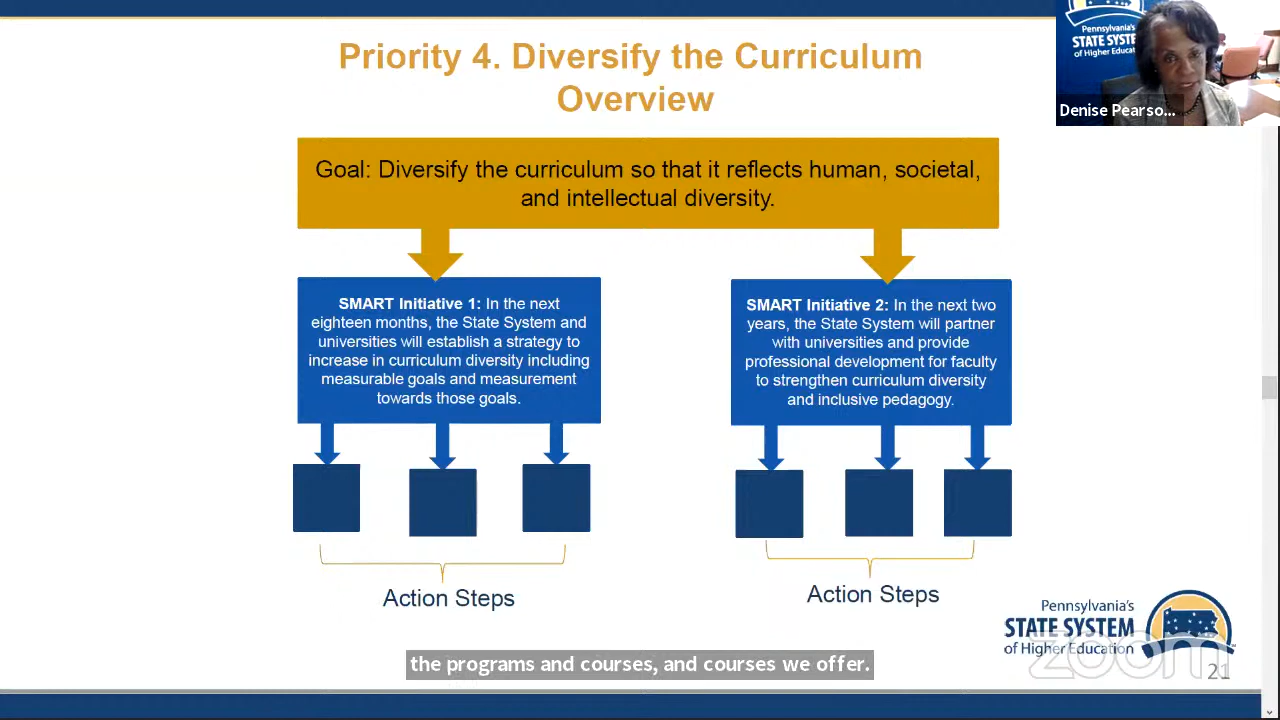 Priority 4. Diversify the Curriculum
Overview
Pennsylvania's
STATE SYSTEM
of Higher Education
Denise Pearso...
Goal: Diversify the curriculum so that it reflects human, societal,
and intellectual diversity.
SMART Initiative 1: In the next
eighteen months, the State System and
universities will establish a strategy to
increase in curriculum diversity including
measurable goals and measurement
towards those goals.
SMART Initiative 2: In the next two
years, the State System will partner
with universities and provide
professional development for faculty
to strengthen curriculum diversity
and inclusive pedagogy.
Action Steps
Action Steps
Pennsylvania's
STATE SYSTEM
of Higher Education
zoom
21
the programs and courses, and courses we offer.